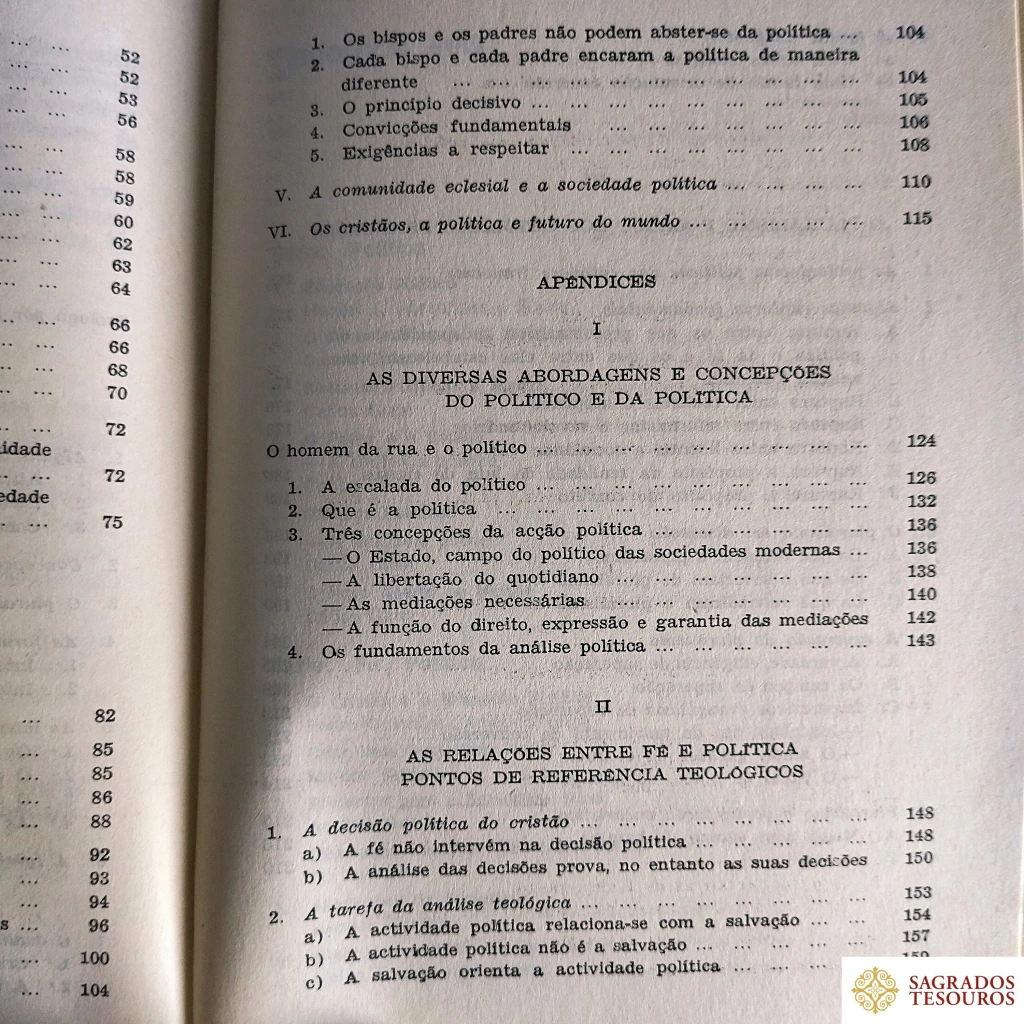 ... ... 52
... ... 52
... ... 53
... ... 56
... ... 58
... ... 58
... ... 59
... ... 60
... ... 62
... ... 63
... ... 64
... ... 66
... ... 66
... ... 68
... ... 70
... ... 72
idade
... ... 72
edade
... ... 75
... 82
... 85
... 85
... 86
... 88
... 92
... 93
... 94
s ... 96
... 100
... 104
1. Os bispos e os padres não podem abster-se da política ... 104
2. Cada bispo e cada padre encaram a política de maneira
diferente ... ... ... ... ... ... ... ... ... ... ... 104
3. O princípio decisivo ... ... ... ... ... ... ... ... ... 105
4. Convicções fundamentais ... ... ... ... ... ... ... 106
5. Exigências a respeitar ... ... ... ... ... ... ... ... 108
V. A comunidade eclesial e a sociedade política ... ... ... ... 110
VI. Os cristãos, a política e futuro do mundo ... ... ... ... ... 115
APÊNDICES
I
AS DIVERSAS ABORDAGENS E CONCEPÇÕES
DO POLÍTICO E DA POLÍTICA
O homem da rua e o político ... ... ... ... ... ... ... ... ... 124
1. A escalada do político ... ... ... ... ... ... ... ... ... 126
2. Que é a política ... ... ... ... ... ... ... ... ... ... 132
3. Três concepções da acção política ... ... ... ... ... ... 136
— O Estado, campo do político das sociedades modernas ... 136
— A libertação do quotidiano ... ... ... ... ... ... ... 138
— As mediações necessárias ... ... ... ... ... ... ... 140
— A função do direito, expressão e garantia das mediações 142
4. Os fundamentos da análise política ... ... ... ... ... ... 143
II
AS RELAÇÕES ENTRE FÉ E POLÍTICA
PONTOS DE REFERÊNCIA TEOLÓGICOS
1. A decisão política do cristão ... ... ... ... ... ... ... ... 148
a) A fé não intervém na decisão política ... ... ... ... ... 148
b) A análise das decisões prova, no entanto as suas decisões 150
2. A tarefa da análise teológica ... ... ... ... ... ... ... ... 153
a) A actividade política relaciona-se com a salvação ... ... 154
b) A actividade política não é a salvação ... ... ... ... ... 157
c) A salvação orienta a actividade política ... ... ...
SAGRADOS
TESOUROS